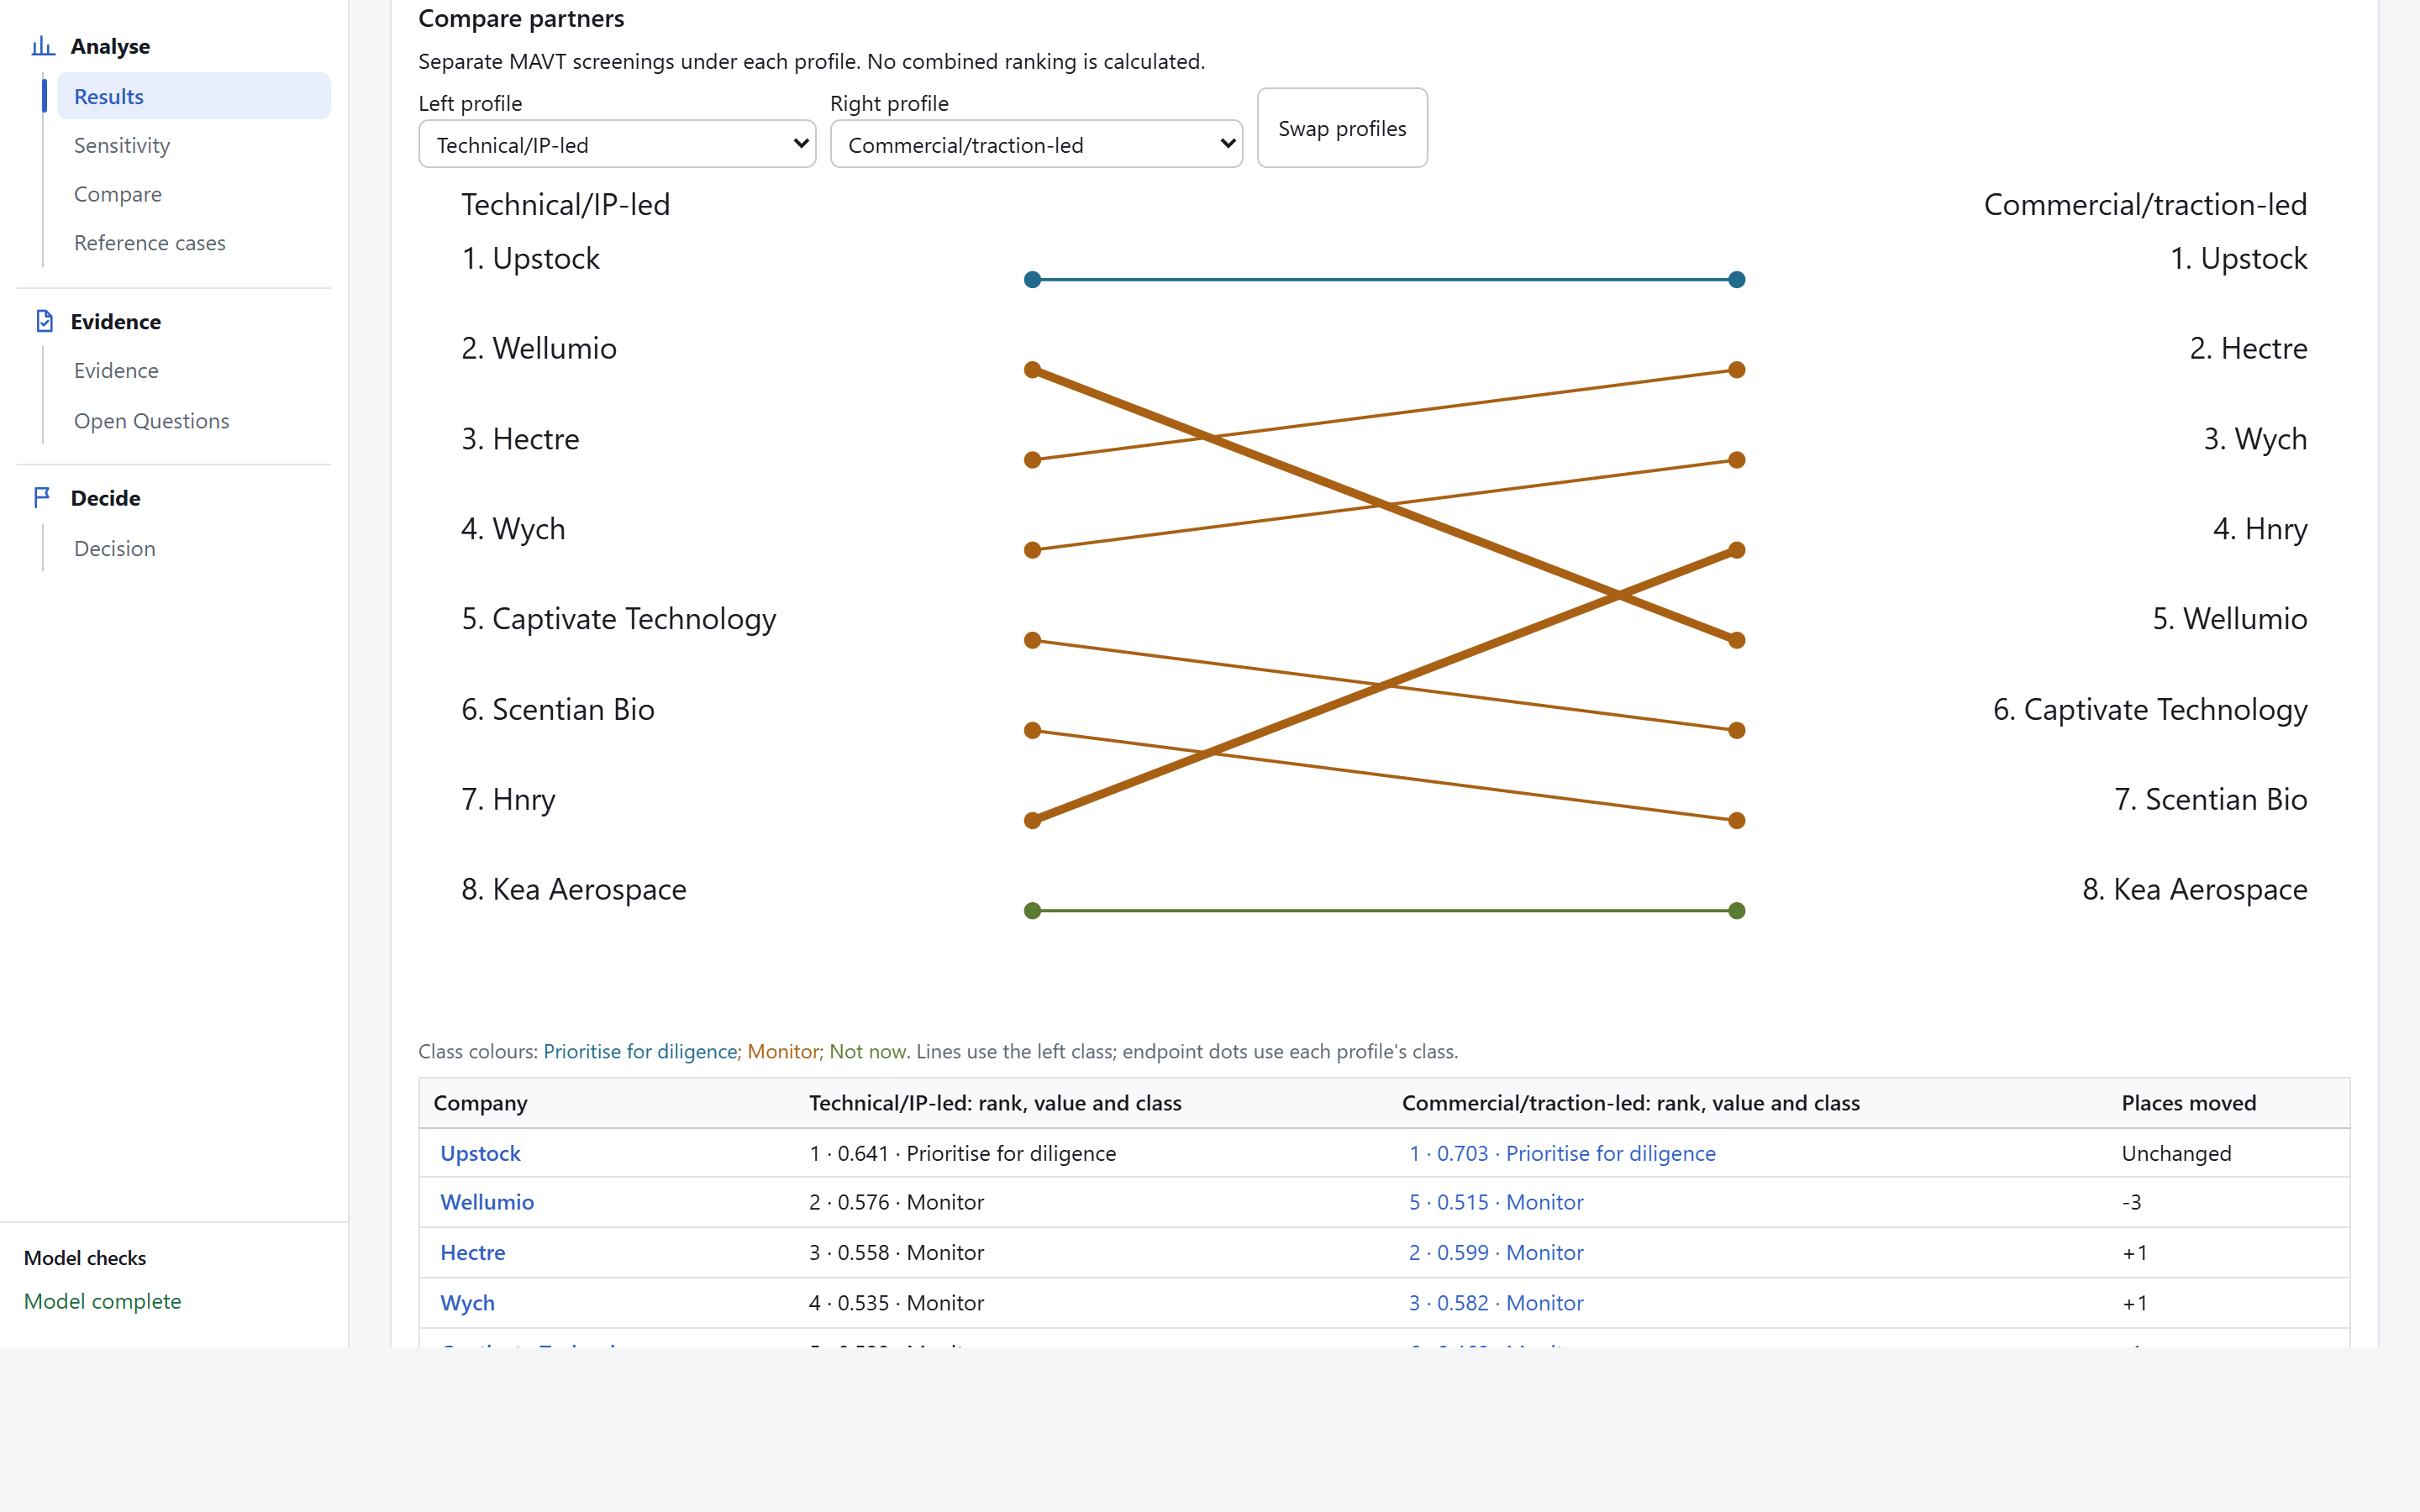 Analyse
Results
Sensitivity
Compare
Reference cases
Evidence
Evidence
Open Questions
Decide
Decision
Model checks
Model complete
Compare partners
Separate MAVT screenings under each profile. No combined ranking is calculated.
Left profile
Technical/IP-led
Right profile
Commercial/traction-led
Swap profiles
Technical/IP-led
Commercial/traction-led
1. Upstock
1. Upstock
2. Wellumio
2. Hectre
3. Hectre
3. Wych
4. Wych
4. Hnry
5. Captivate Technology
5. Wellumio
6. Scentian Bio
6. Captivate Technology
7. Hnry
7. Scentian Bio
8. Kea Aerospace
8. Kea Aerospace
Class colours: Prioritise for diligence; Monitor; Not now. Lines use the left class; endpoint dots use each profile's class.
Company Technical/IP-led: rank, value and class Commercial/traction-led: rank, value and class Places moved
Upstock 1 · 0.641 · Prioritise for diligence 1 · 0.703 · Prioritise for diligence Unchanged
Wellumio 2 · 0.576 · Monitor 5 · 0.515 · Monitor -3
Hectre 3 · 0.558 · Monitor 2 · 0.599 · Monitor +1
Wych 4 · 0.535 · Monitor 3 · 0.582 · Monitor +1